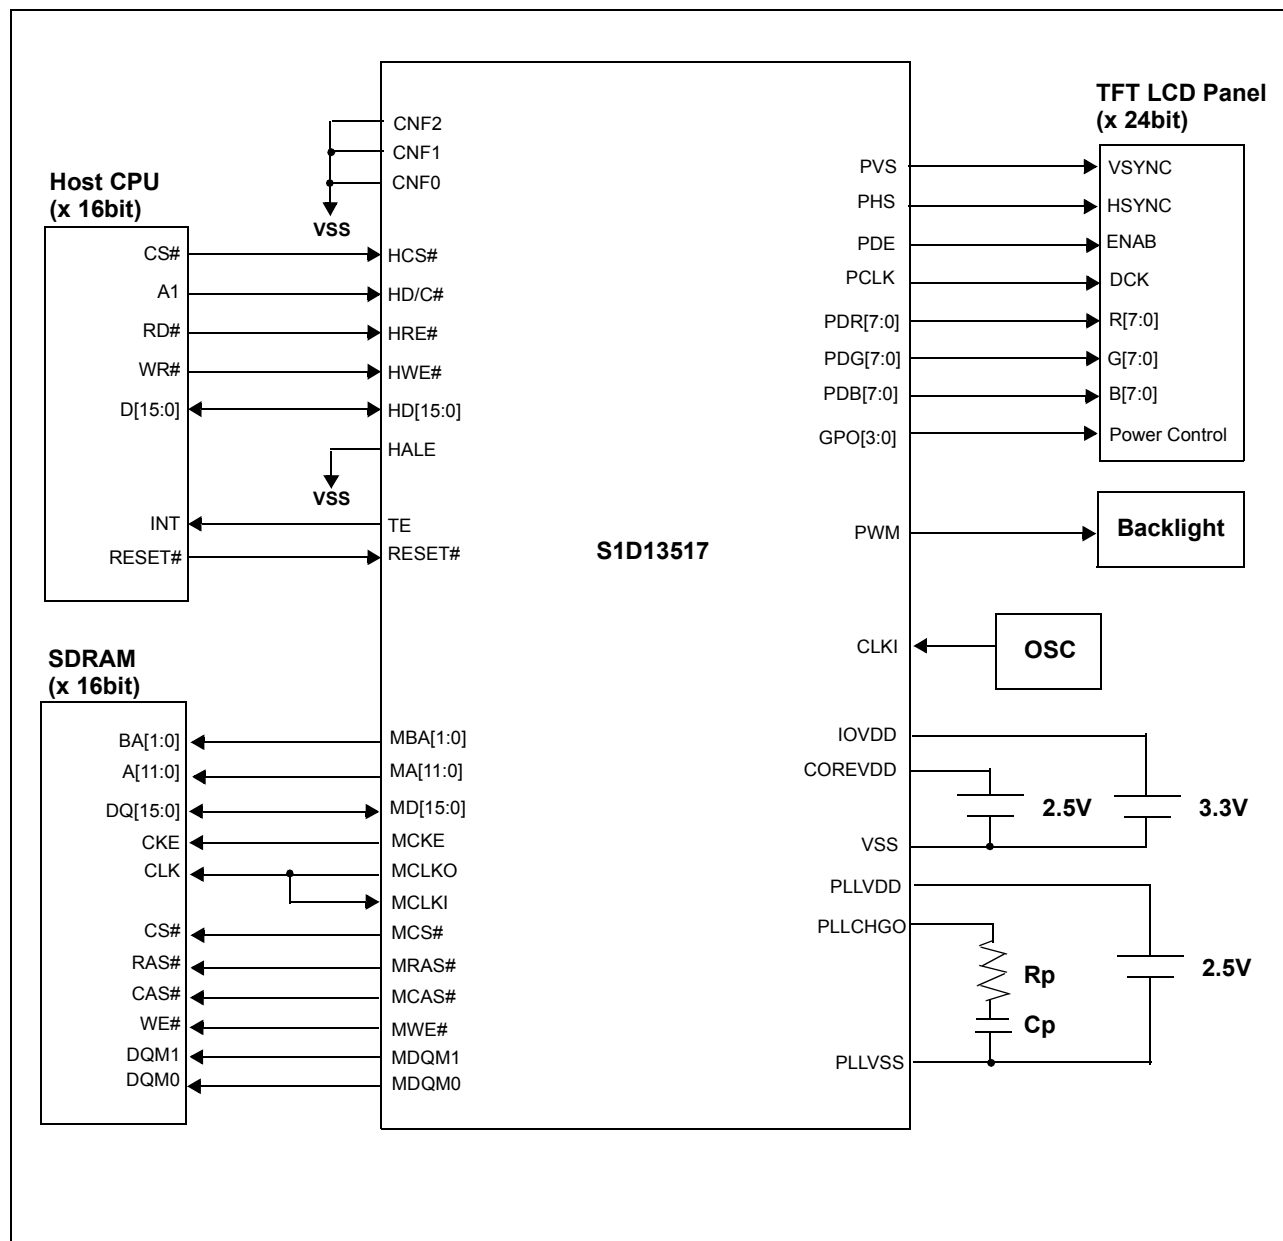 TFT LCD Panel
(x 24bit)
Host CPU
(x 16bit)
CNF2
CNF1
CNF0
VSS
CS#
A1
RD#
WR#
D[15:0]
INT
RESET#
HCS#
HD/C#
HRE#
HWE#
HD[15:0]
HALE
VSS
TE
RESET#
S1D13517
PVS
PHS
PDE
PCLK
PDR[7:0]
PDG[7:0]
PDB[7:0]
GPO[3:0]
PWM
CLKI
IOVDD
COREVDD
VSS
PLLVDD
PLLCHGO
PLLVSS
VSYNC
HSYNC
ENAB
DCK
R[7:0]
G[7:0]
B[7:0]
Power Control
Backlight
OSC
2.5V
3.3V
Rp
Cp
2.5V
SDRAM
(x 16bit)
BA[1:0]
A[11:0]
DQ[15:0]
CKE
CLK
CS#
RAS#
CAS#
WE#
DQM1
DQM0
MBA[1:0]
MA[11:0]
MD[15:0]
MCKE
MCLKO
MCLKI
MCS#
MRAS#
MCAS#
MWE#
MDQM1
MDQM0